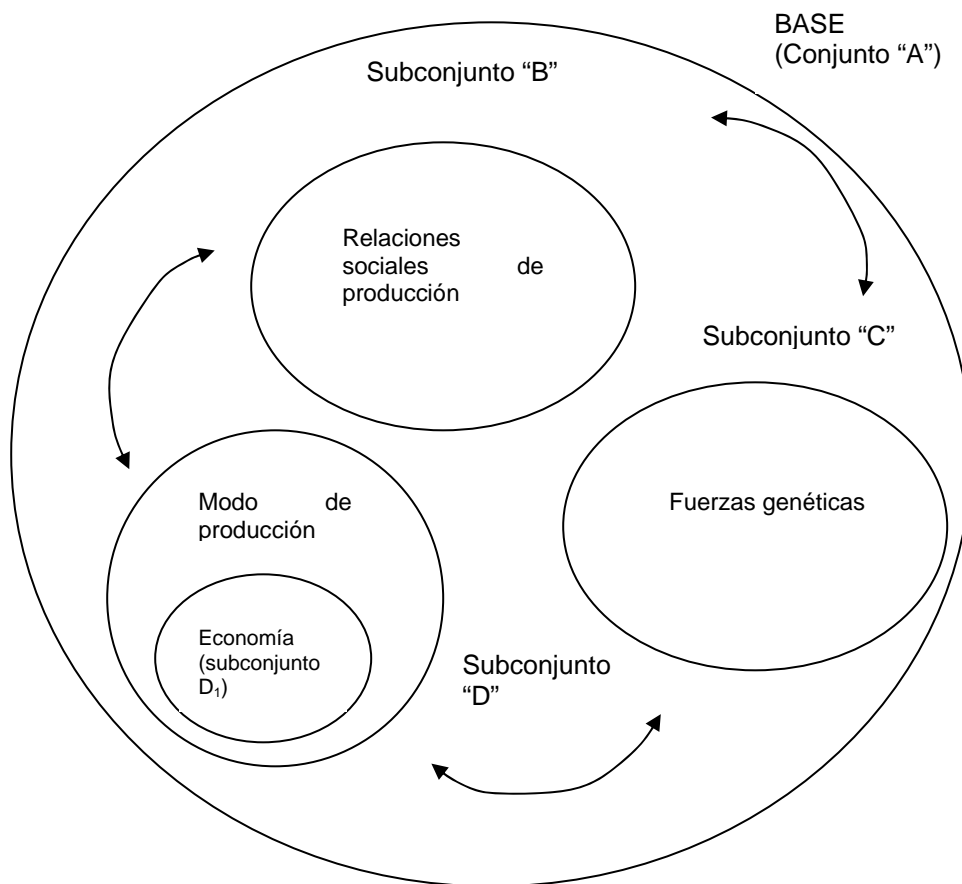 BASE
(Conjunto “A”)
Subconjunto “B”
Relaciones
sociales de
producción
Subconjunto “C”
Modo de
producción
Fuerzas genéticas
Economía
(subconjunto
D₁)
Subconjunto
“D”